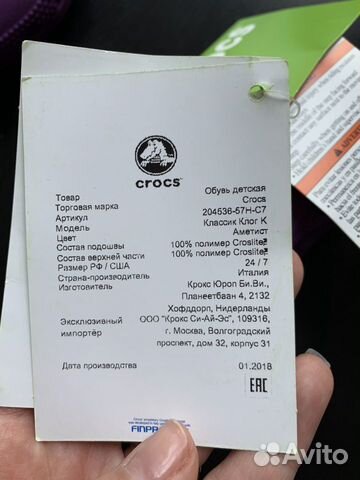 crocs
Товар Обувь детская
Торговая марка Crocs
Артикул 204536-57H-C7
Модель Классик Клог K
Цвет Аметист
Состав подошвы 100% полимер Croslite
Состав верхней части 100% полимер Croslite
Размер РФ / США 24 / 7
Страна-производитель Италия
Изготовитель Крокс Юроп Би.Ви.,
Планеетбаан 4, 2132
Хофддорп, Нидерланды
Эксклюзивный импортёр ООО "Крокс Си-Ай-Эс", 109316,
г. Москва, Волгоградский
проспект, дом 32, корпус 31
Дата производства 01.2018
EAC
Avito